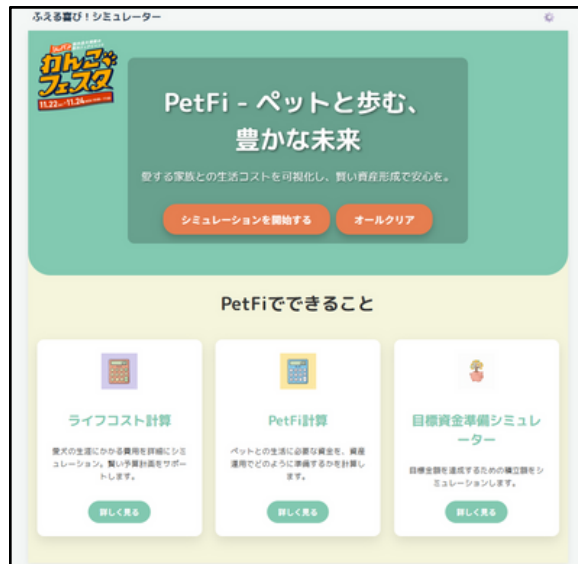 ふえる喜び！シミュレーター
わんこ
フェスタ
PetFi - ペットと歩む、
豊かな未来
愛する家族との生活コストを可視化し、賢い資産形成で安心を。
シミュレーションを開始する
オールクリア
PetFiでできること
ライフコスト計算
愛犬の生涯にかかる費用を詳細にシミ
ュレーション。賢い予算計画をサポー
トします。
詳しく見る
PetFi計算
ペットとの生活に必要な資金を、資産
運用でどのように準備するかを計算し
ます。
詳しく見る
目標資金準備シミュレ
ーター
目標金額を達成するための積立額をシ
ミュレーションします。
詳しく見る